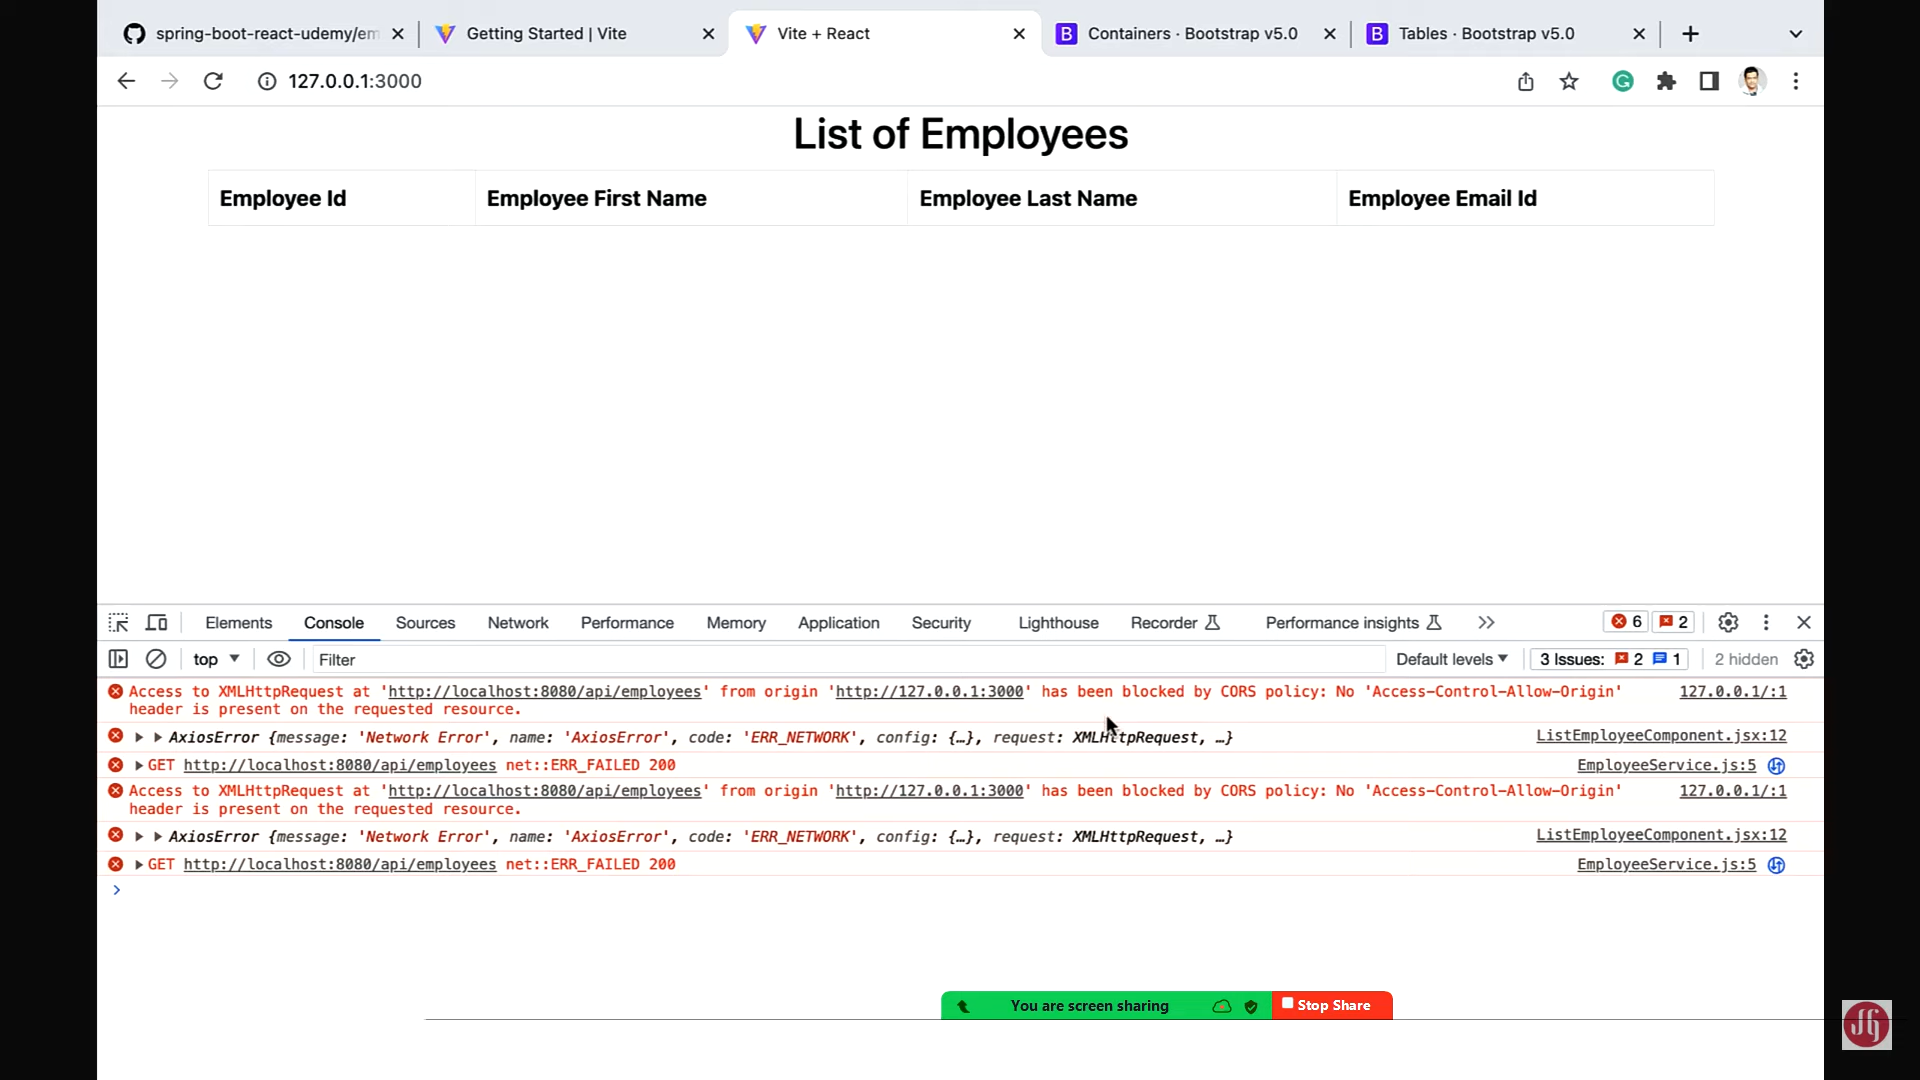 spring-boot-react-udemy/em
Getting Started | Vite
Vite + React
Containers · Bootstrap v5.0
Tables · Bootstrap v5.0
127.0.0.1:3000
List of Employees
Employee Id
Employee First Name
Employee Last Name
Employee Email Id
Elements
Console
Sources
Network
Performance
Memory
Application
Security
Lighthouse
Recorder
Performance insights
6
2
top
Filter
Default levels
3 Issues: 2 1
2 hidden
Access to XMLHttpRequest at 'http://localhost:8080/api/employees' from origin 'http://127.0.0.1:3000' has been blocked by CORS policy: No 'Access-Control-Allow-Origin' 127.0.0.1/:1
header is present on the requested resource.
AxiosError {message: 'Network Error', name: 'AxiosError', code: 'ERR_NETWORK', config: {…}, request: XMLHttpRequest, …} ListEmployeeComponent.jsx:12
GET http://localhost:8080/api/employees net::ERR_FAILED 200 EmployeeService.js:5
Access to XMLHttpRequest at 'http://localhost:8080/api/employees' from origin 'http://127.0.0.1:3000' has been blocked by CORS policy: No 'Access-Control-Allow-Origin' 127.0.0.1/:1
header is present on the requested resource.
AxiosError {message: 'Network Error', name: 'AxiosError', code: 'ERR_NETWORK', config: {…}, request: XMLHttpRequest, …} ListEmployeeComponent.jsx:12
GET http://localhost:8080/api/employees net::ERR_FAILED 200 EmployeeService.js:5
You are screen sharing
Stop Share
JG